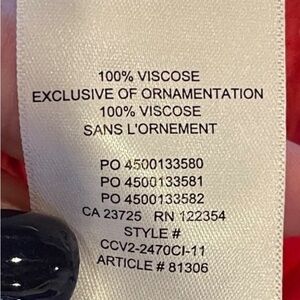 100% VISCOSE
EXCLUSIVE OF ORNAMENTATION
100% VISCOSE
SANS L'ORNEMENT
PO 4500133580
PO 4500133581
PO 4500133582
CA 23725 RN 122354
STYLE #
CCV2-2470CI-11
ARTICLE # 81306